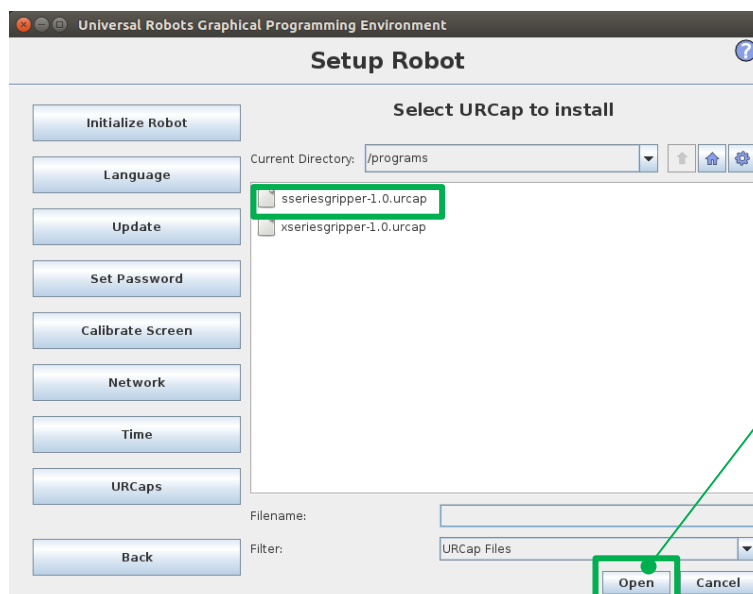 Universal Robots Graphical Programming Environment
Setup Robot
?
Initialize Robot
Language
Update
Set Password
Calibrate Screen
Network
Time
URCaps
Back
Select URCap to install
Current Directory: /programs
sseriesgripper-1.0.urcap
xseriesgripper-1.0.urcap
Filename:
Filter: URCap Files
Open Cancel